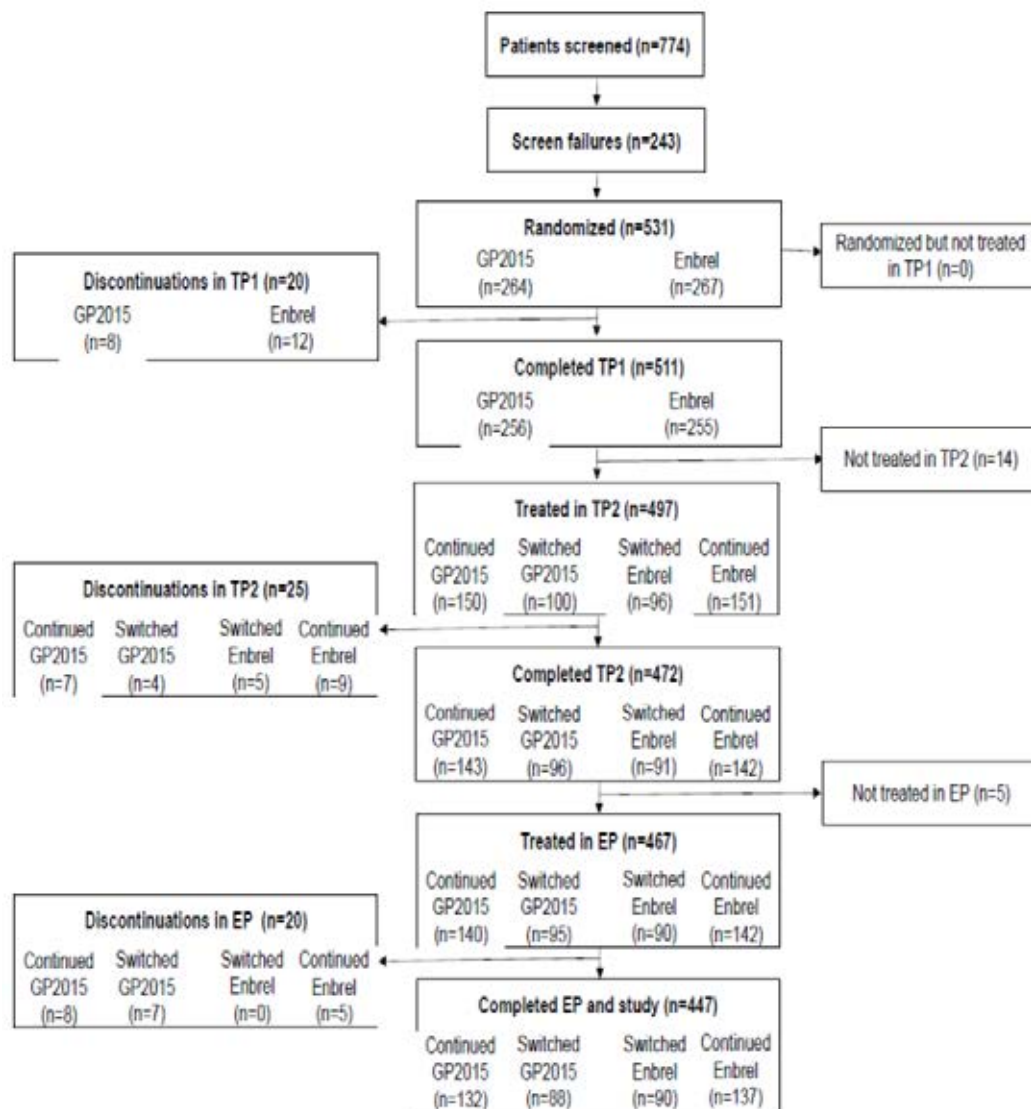 Patients screened (n=774)
Screen failures (n=243)
Randomized (n=531)
GP2015 Enbrel
(n=264) (n=267)
Randomized but not treated
in TP1 (n=0)
Discontinuations in TP1 (n=20)
GP2015 Enbrel
(n=8) (n=12)
Completed TP1 (n=511)
GP2015 Enbrel
(n=256) (n=255)
Not treated in TP2 (n=14)
Treated in TP2 (n=497)
Continued Switched Switched Continued
GP2015 GP2015 Enbrel Enbrel
(n=150) (n=100) (n=96) (n=151)
Discontinuations in TP2 (n=25)
Continued Switched Switched Continued
GP2015 GP2015 Enbrel Enbrel
(n=7) (n=4) (n=5) (n=9)
Completed TP2 (n=472)
Continued Switched Switched Continued
GP2015 GP2015 Enbrel Enbrel
(n=143) (n=96) (n=91) (n=142)
Not treated in EP (n=5)
Treated in EP (n=467)
Continued Switched Switched Continued
GP2015 GP2015 Enbrel Enbrel
(n=140) (n=95) (n=90) (n=142)
Discontinuations in EP (n=20)
Continued Switched Switched Continued
GP2015 GP2015 Enbrel Enbrel
(n=8) (n=7) (n=0) (n=5)
Completed EP and study (n=447)
Continued Switched Switched Continued
GP2015 GP2015 Enbrel Enbrel
(n=132) (n=88) (n=90) (n=137)